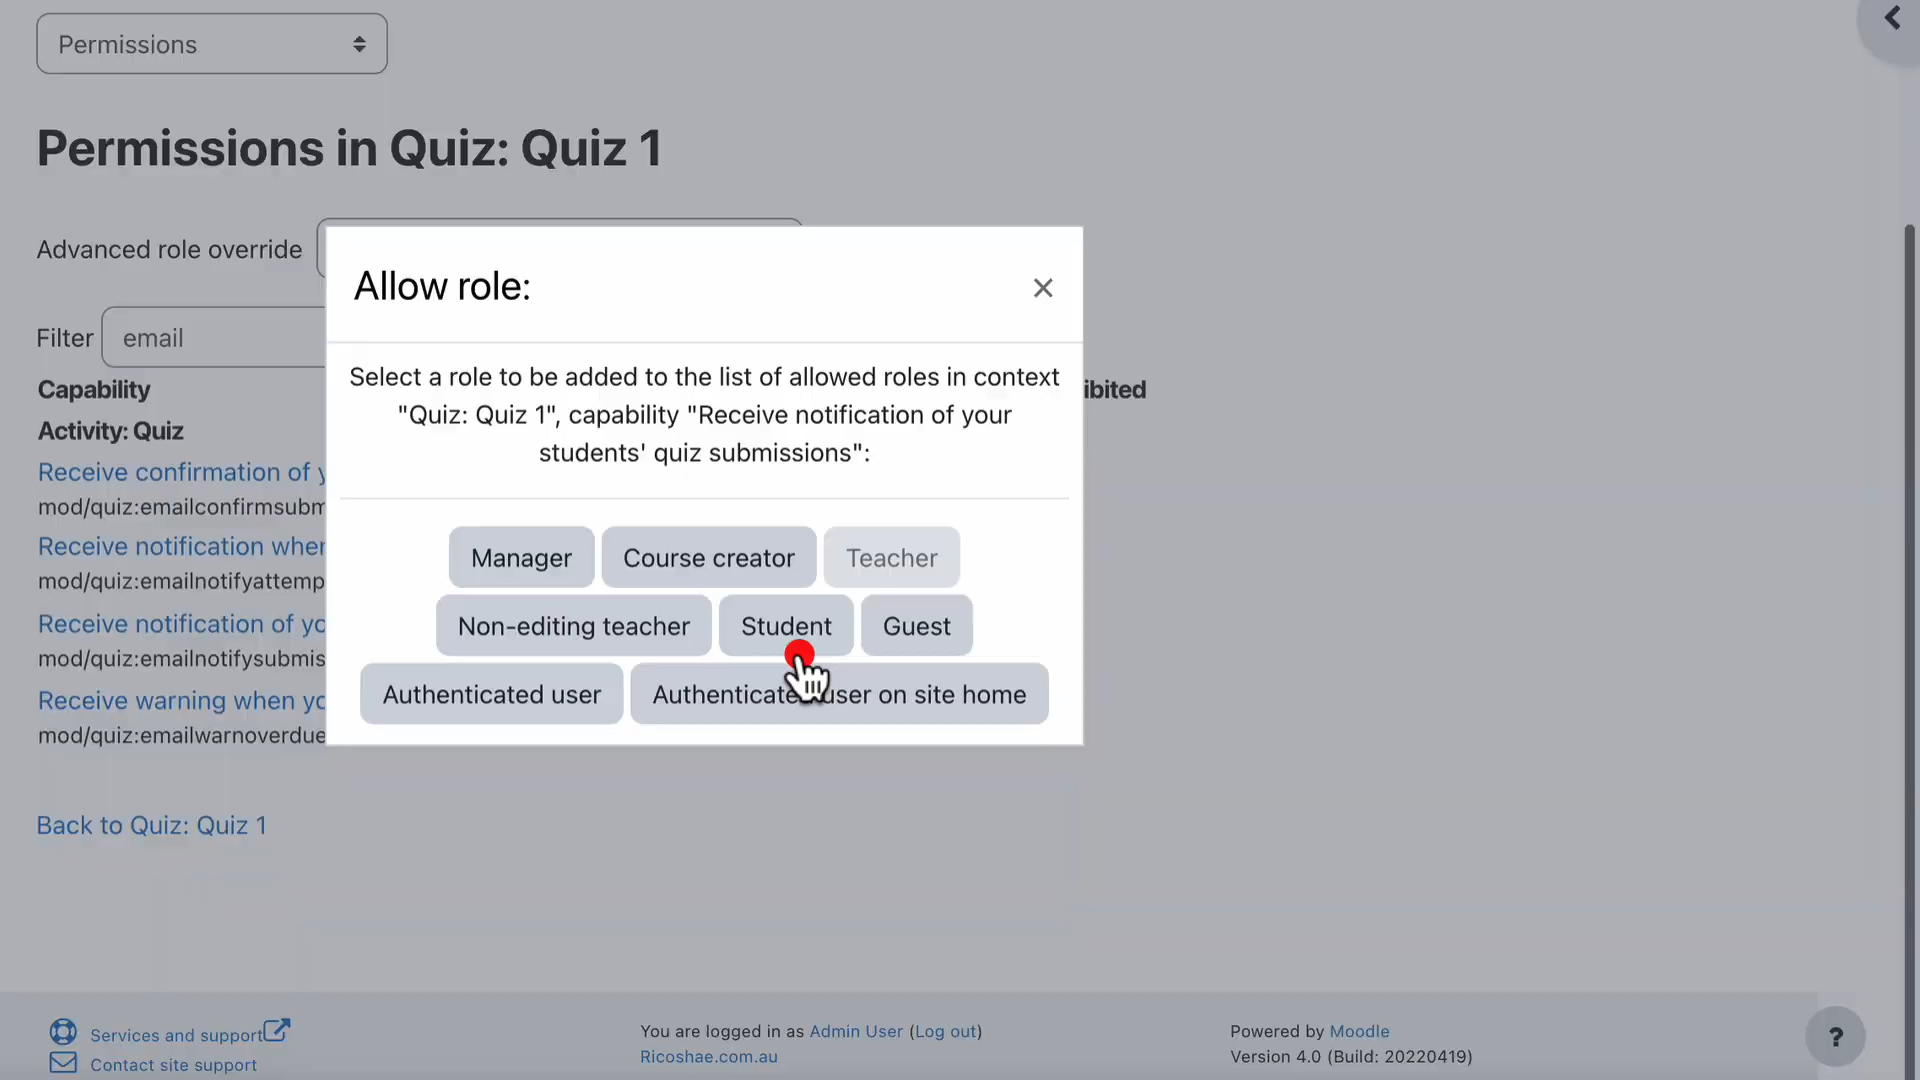 Permissions
Permissions in Quiz: Quiz 1
Advanced role override
Allow role:
Filter
email
Select a role to be added to the list of allowed roles in context
"Quiz: Quiz 1", capability "Receive notification of your
students' quiz submissions":
Capability
ibited
Activity: Quiz
Receive confirmation of y
mod/quiz:emailconfirmsubm
Receive notification when
mod/quiz:emailnotifyattemp
Receive notification of yo
mod/quiz:emailnotifysubmis
Receive warning when yo
mod/quiz:emailwarnoverdue
Manager
Course creator
Teacher
Non-editing teacher
Student
Guest
Authenticated user
Authenticated user on site home
Back to Quiz: Quiz 1
Services and support
Contact site support
You are logged in as Admin User (Log out)
Ricoshae.com.au
Powered by Moodle
Version 4.0 (Build: 20220419)
?